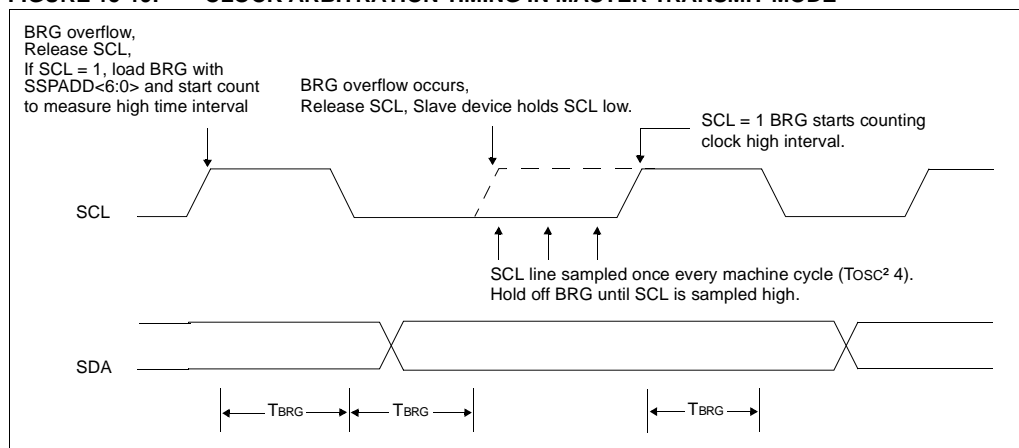 BRG overflow,
Release SCL,
If SCL = 1, load BRG with
SSPADD<6:0> and start count
to measure high time interval
BRG overflow occurs,
Release SCL, Slave device holds SCL low.
SCL = 1 BRG starts counting
clock high interval.
SCL
SCL line sampled once every machine cycle (TOSC² 4).
Hold off BRG until SCL is sampled high.
SDA
TBRG
TBRG
TBRG